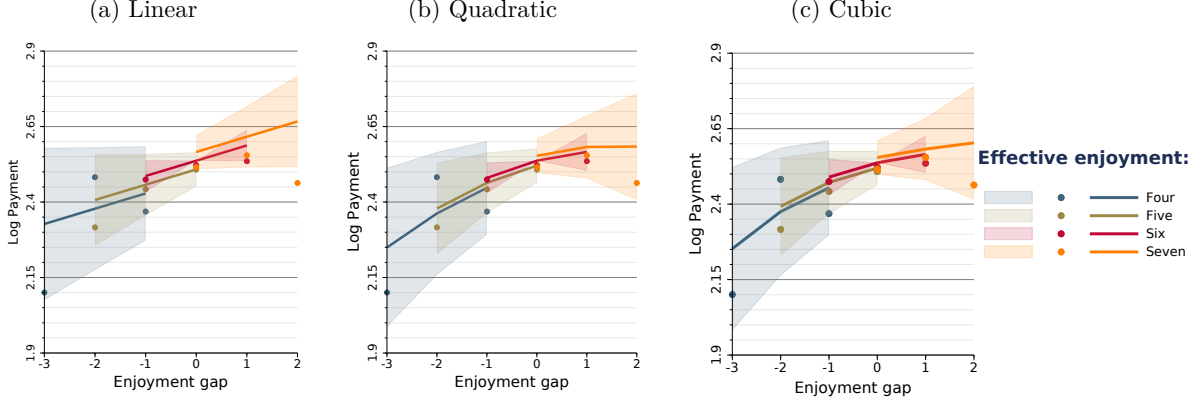 (a) Linear
(b) Quadratic
(c) Cubic
2.9
2.65
2.4
2.15
1.9
Log Payment
-3 -2 -1 0 1 2
Enjoyment gap
2.9
2.65
2.4
2.15
1.9
Log Payment
-3 -2 -1 0 1 2
Enjoyment gap
2.9
2.65
2.4
2.15
1.9
Log Payment
-3 -2 -1 0 1 2
Enjoyment gap
Effective enjoyment:
Four
Five
Six
Seven